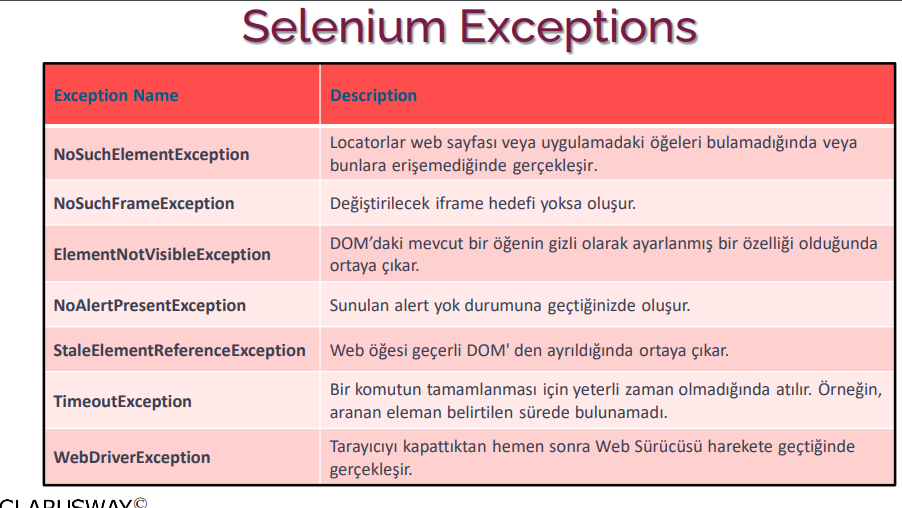 Selenium Exceptions
Exception Name
Description
NoSuchElementException
Locatorlar web sayfası veya uygulamadaki öğeleri bulamadığında veya
bunlara erişemediğinde gerçekleşir.
NoSuchFrameException
Değiştirilecek iframe hedefi yoksa oluşur.
ElementNotVisibleException
DOM’daki mevcut bir öğenin gizli olarak ayarlanmış bir özelliği olduğunda
ortaya çıkar.
NoAlertPresentException
Sunulan alert yok durumuna geçtiğinizde oluşur.
StaleElementReferenceException
Web öğesi geçerli DOM' den ayrıldığında ortaya çıkar.
TimeoutException
Bir komutun tamamlanması için yeterli zaman olmadığında atılır. Örneğin,
aranan eleman belirtilen sürede bulunamadı.
WebDriverException
Tarayıcıyı kapattıktan hemen sonra Web Sürücüsü harekete geçtiğinde
gerçekleşir.
CLARUSWAY©